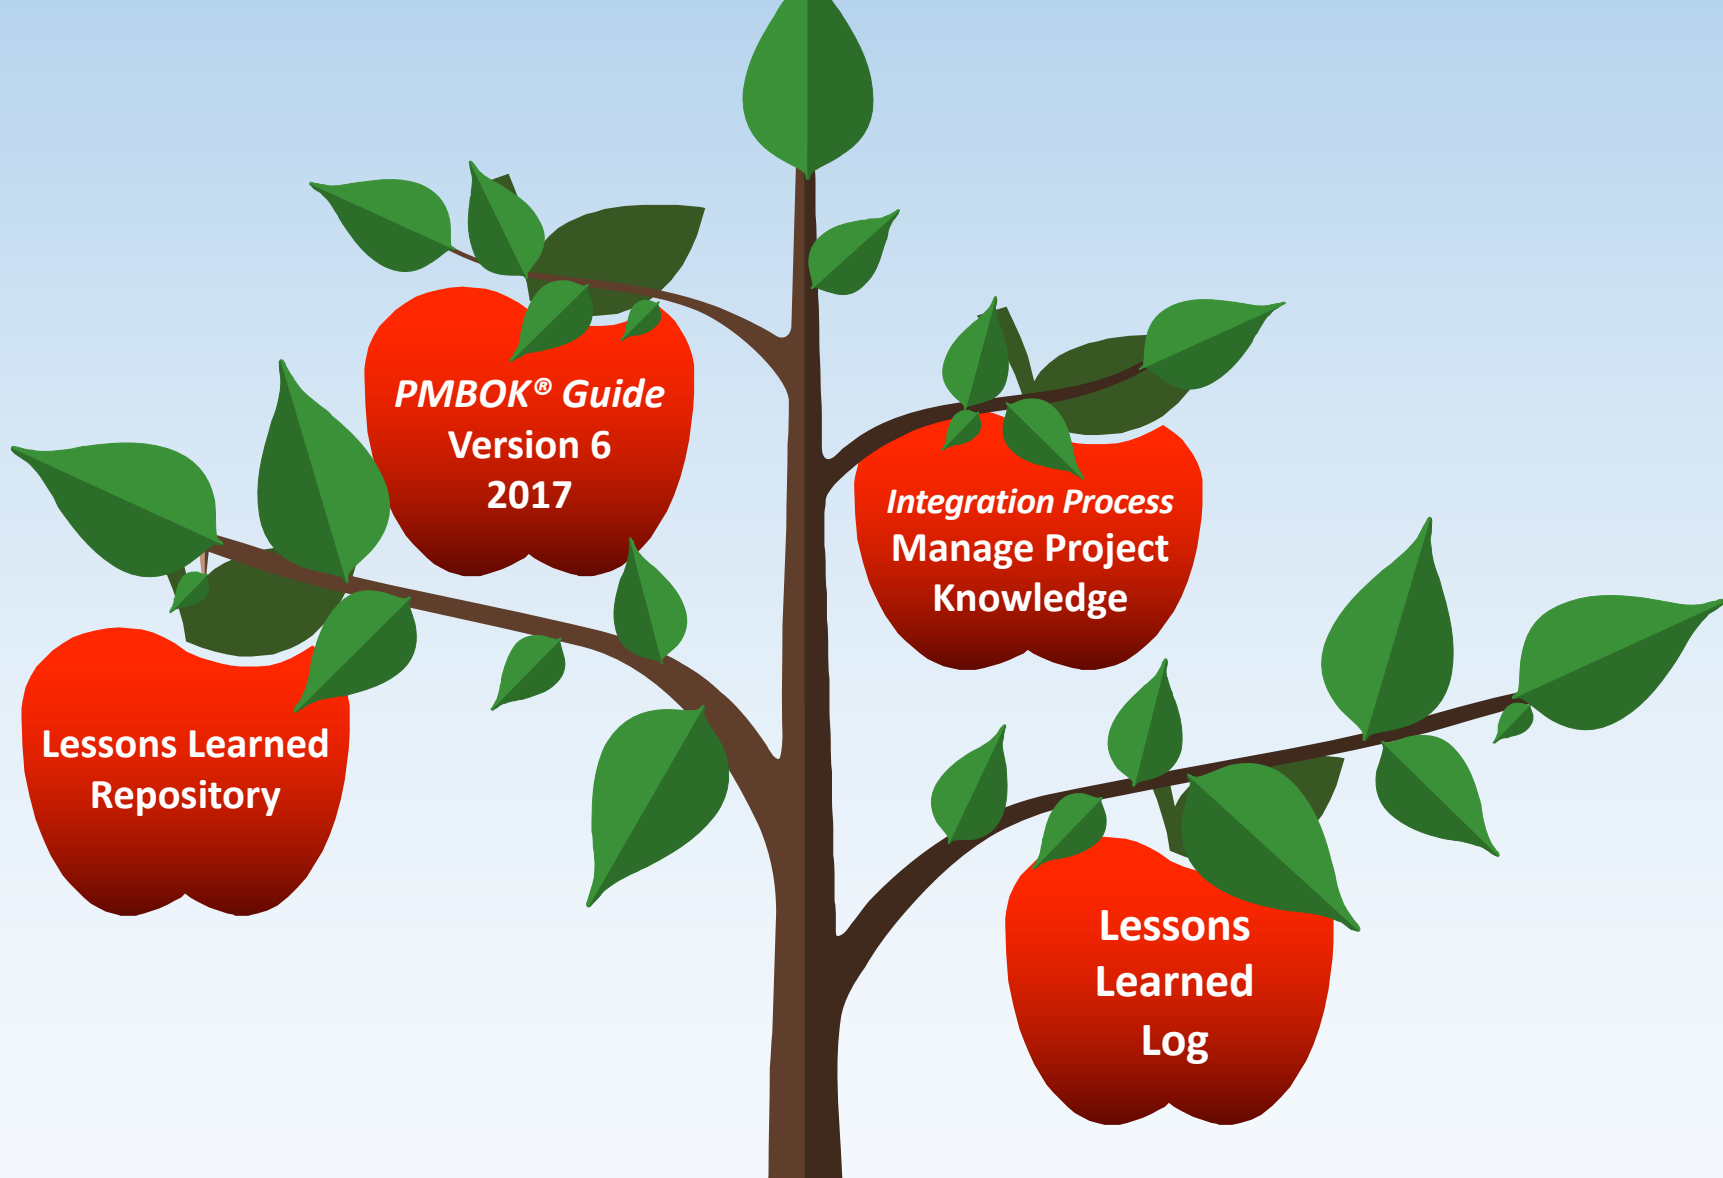 PMBOK® Guide
Version 6
2017
Integration Process
Manage Project
Knowledge
Lessons Learned
Repository
Lessons
Learned
Log